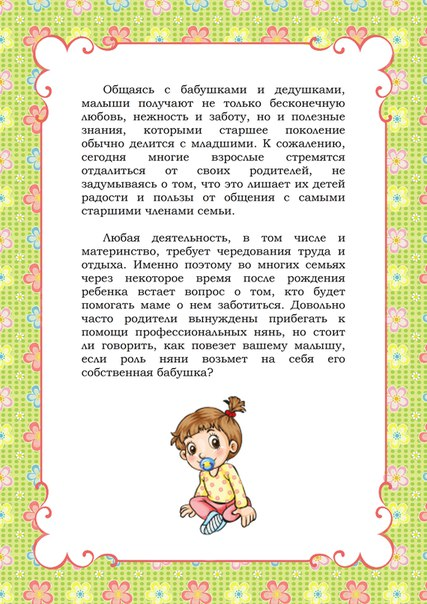 Общаясь с бабушками и дедушками,
малыши получают не только бесконечную
любовь, нежность и заботу, но и полезные
знания, которыми старшее поколение
обычно делится с младшими. К сожалению,
сегодня многие взрослые стремятся
отдалиться от своих родителей, не
задумываясь о том, что это лишает их детей
радости и пользы от общения с самыми
старшими членами семьи.
Любая деятельность, в том числе и
материнство, требует чередования труда и
отдыха. Именно поэтому во многих семьях
через некоторое время после рождения
ребенка встает вопрос о том, кто будет
помогать маме о нем заботиться. Довольно
часто родители вынуждены прибегать к
помощи профессиональных нянь, но стоит
ли говорить, как повезет вашему малышу,
если роль няни возьмет на себя его
собственная бабушка?